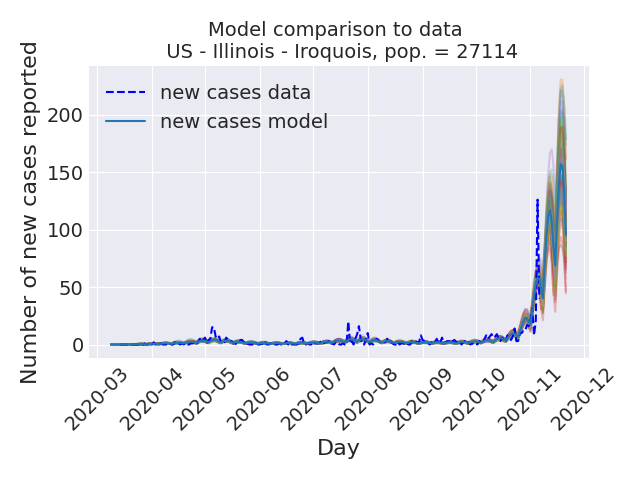 Model comparison to data
US - Illinois - Iroquois, pop. = 27114
Number of new cases reported
new cases data
new cases model
200
150
100
50
0
2020-03
2020-04
2020-05
2020-06
2020-07
2020-08
2020-09
2020-10
2020-11
2020-12
Day